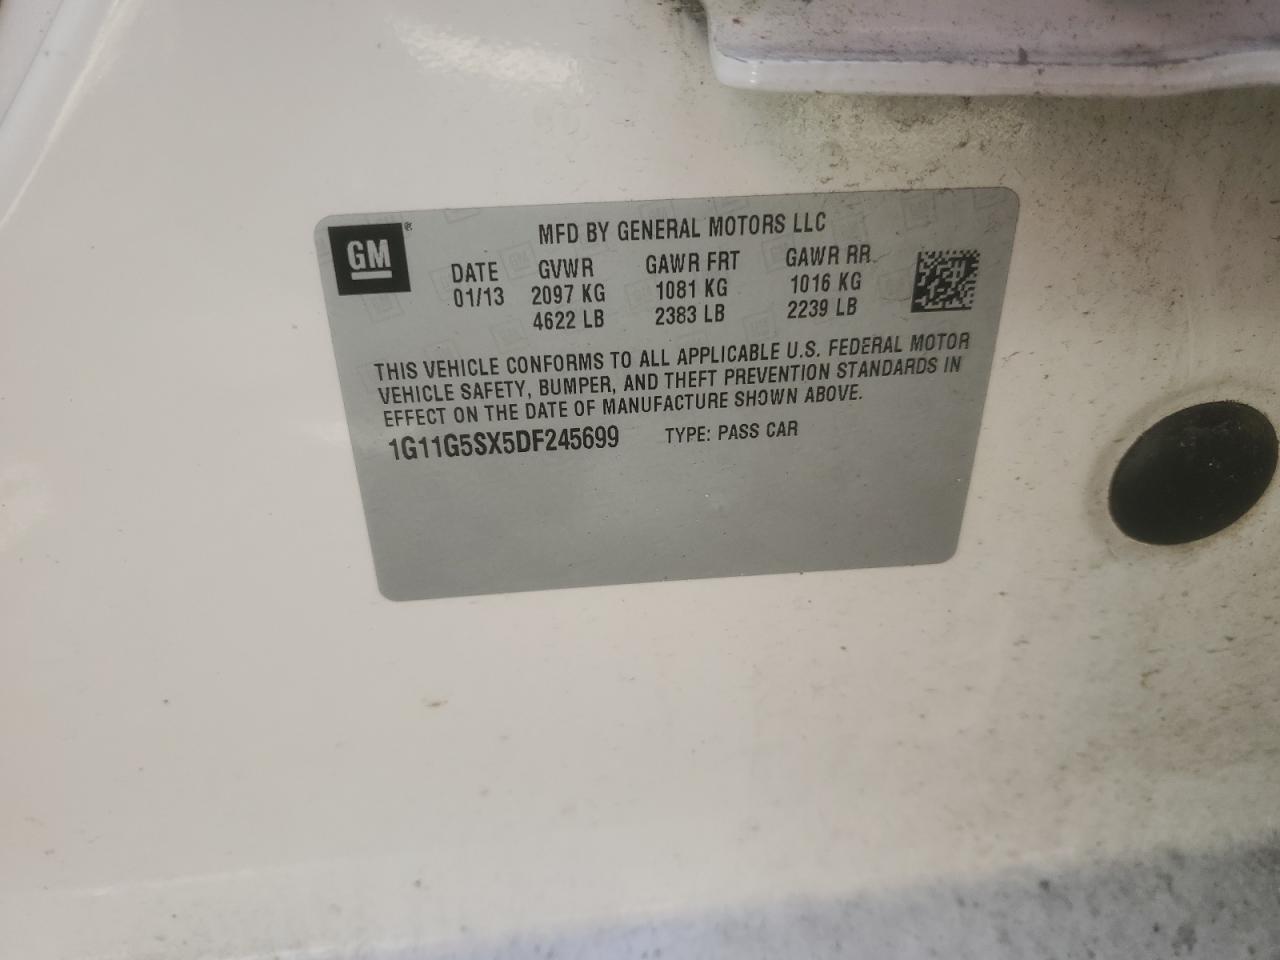 GM®
MFD BY GENERAL MOTORS LLC
DATE GVWR GAWR FRT GAWR RR
01/13 2097 KG 1081 KG 1016 KG
4622 LB 2383 LB 2239 LB
THIS VEHICLE CONFORMS TO ALL APPLICABLE U.S. FEDERAL MOTOR
VEHICLE SAFETY, BUMPER, AND THEFT PREVENTION STANDARDS IN
EFFECT ON THE DATE OF MANUFACTURE SHOWN ABOVE.
1G11G5SX5DF245699 TYPE: PASS CAR